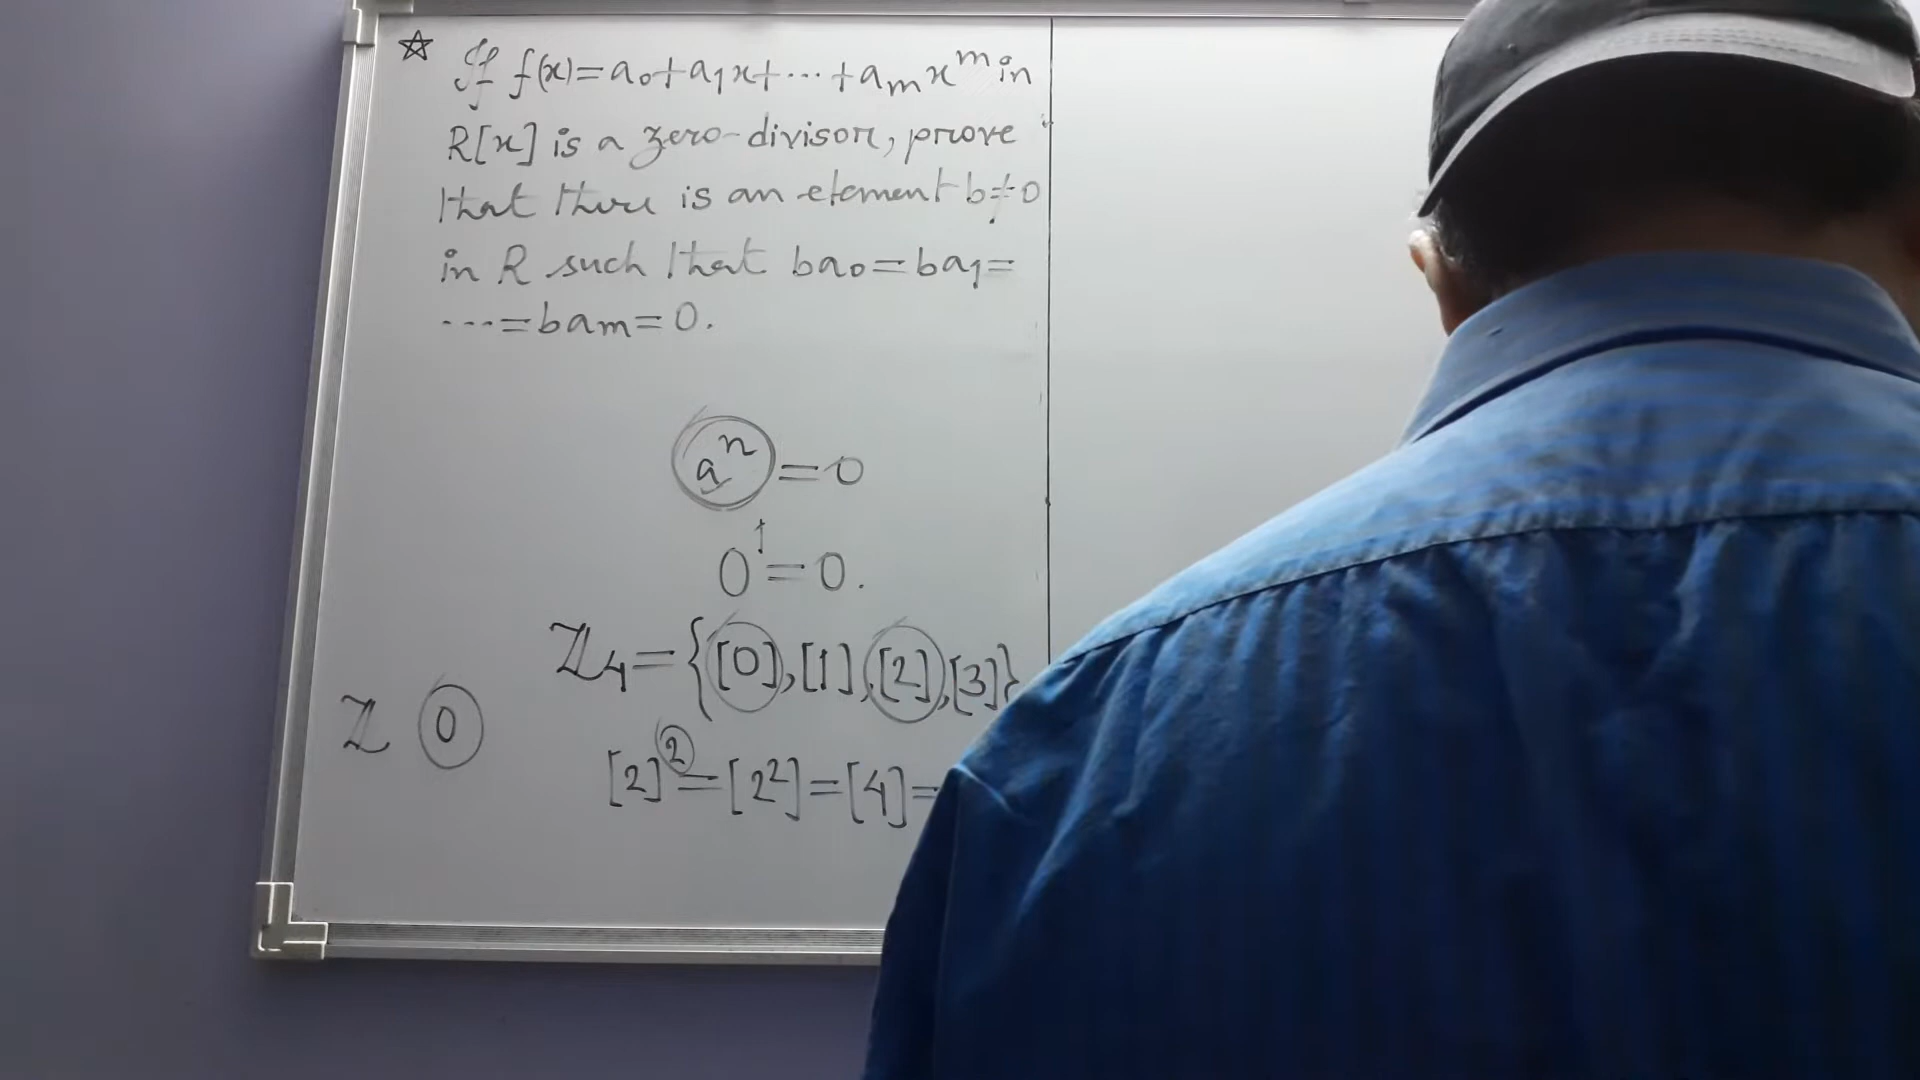 ☆ If f(x)=a₀+a₁x+⋯+aₘxᵐ in
R[x] is a zero-divisor, prove
that there is an element b≠0
in R such that ba₀=ba₁=
⋯=baₘ=0.
aⁿ=0
0¹=0.
ℤ₄={[0],[1],[2],[3]}
ℤ 0
[2]²=[2²]=[4]=